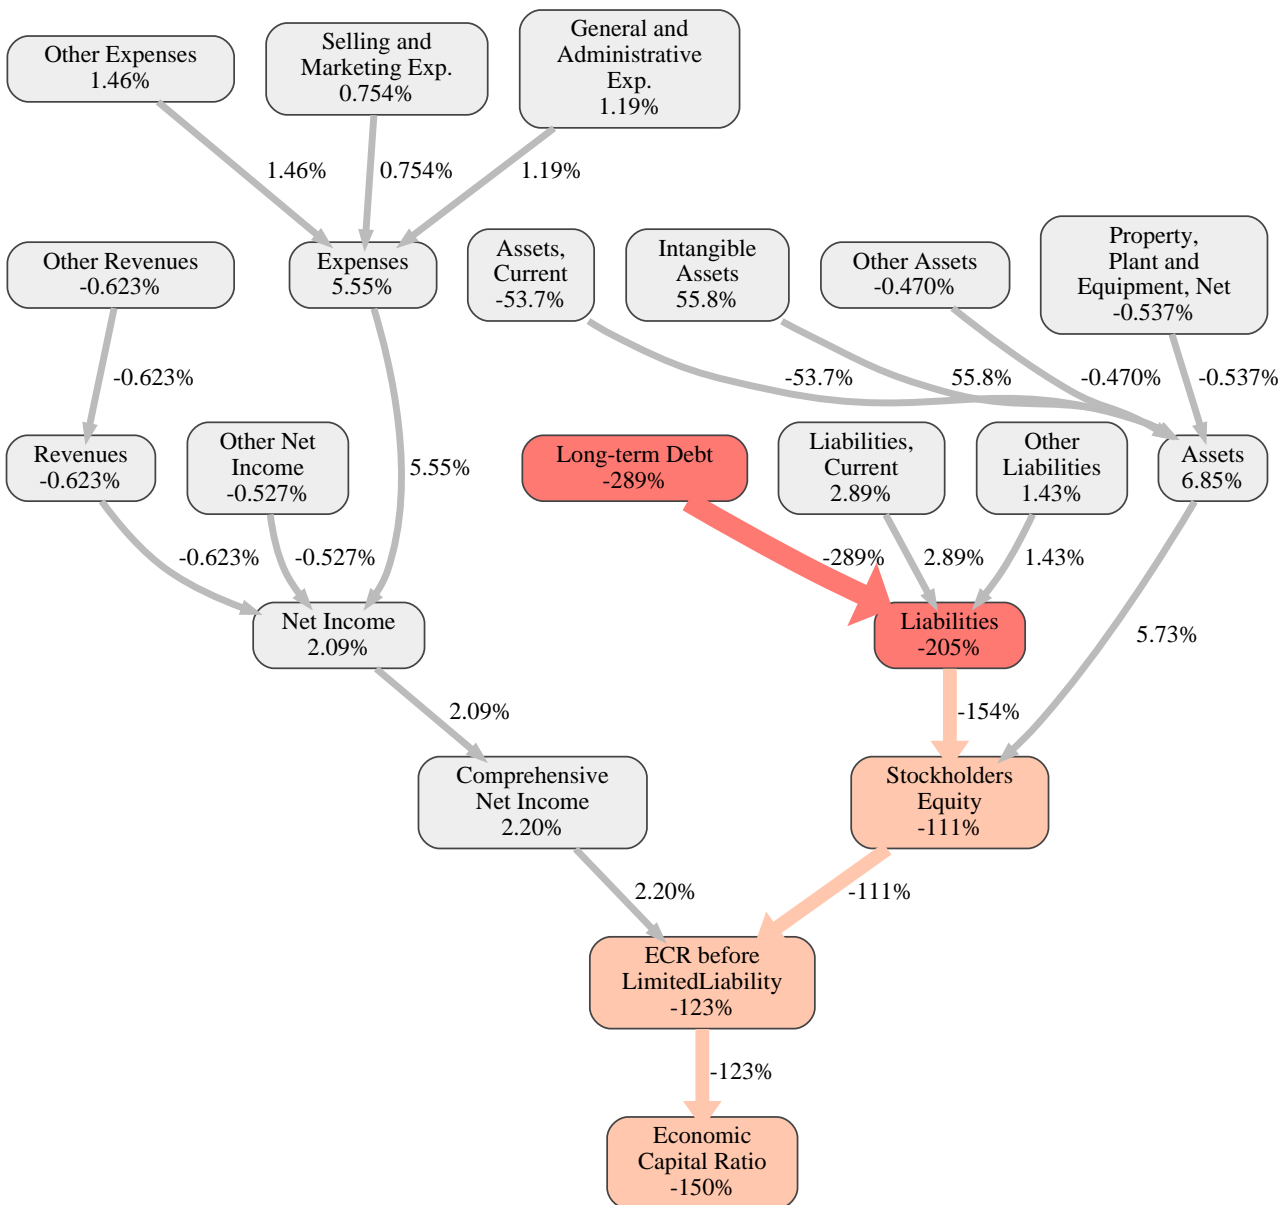 Other Expenses
1.46%
Selling and
Marketing Exp.
0.754%
General and
Administrative
Exp.
1.19%
1.46%
0.754%
1.19%
Other Revenues
-0.623%
Expenses
5.55%
Assets,
Current
-53.7%
Intangible
Assets
55.8%
Other Assets
-0.470%
Property,
Plant and
Equipment, Net
-0.537%
-0.623%
-53.7%
55.8%
-0.470%
-0.537%
Revenues
-0.623%
Other Net
Income
-0.527%
5.55%
Long-term Debt
-289%
Liabilities,
Current
2.89%
Other
Liabilities
1.43%
Assets
6.85%
-0.623%
-0.527%
-289%
2.89%
1.43%
Net Income
2.09%
Liabilities
-205%
5.73%
2.09%
-154%
Comprehensive
Net Income
2.20%
Stockholders
Equity
-111%
2.20%
-111%
ECR before
LimitedLiability
-123%
-123%
Economic
Capital Ratio
-150%